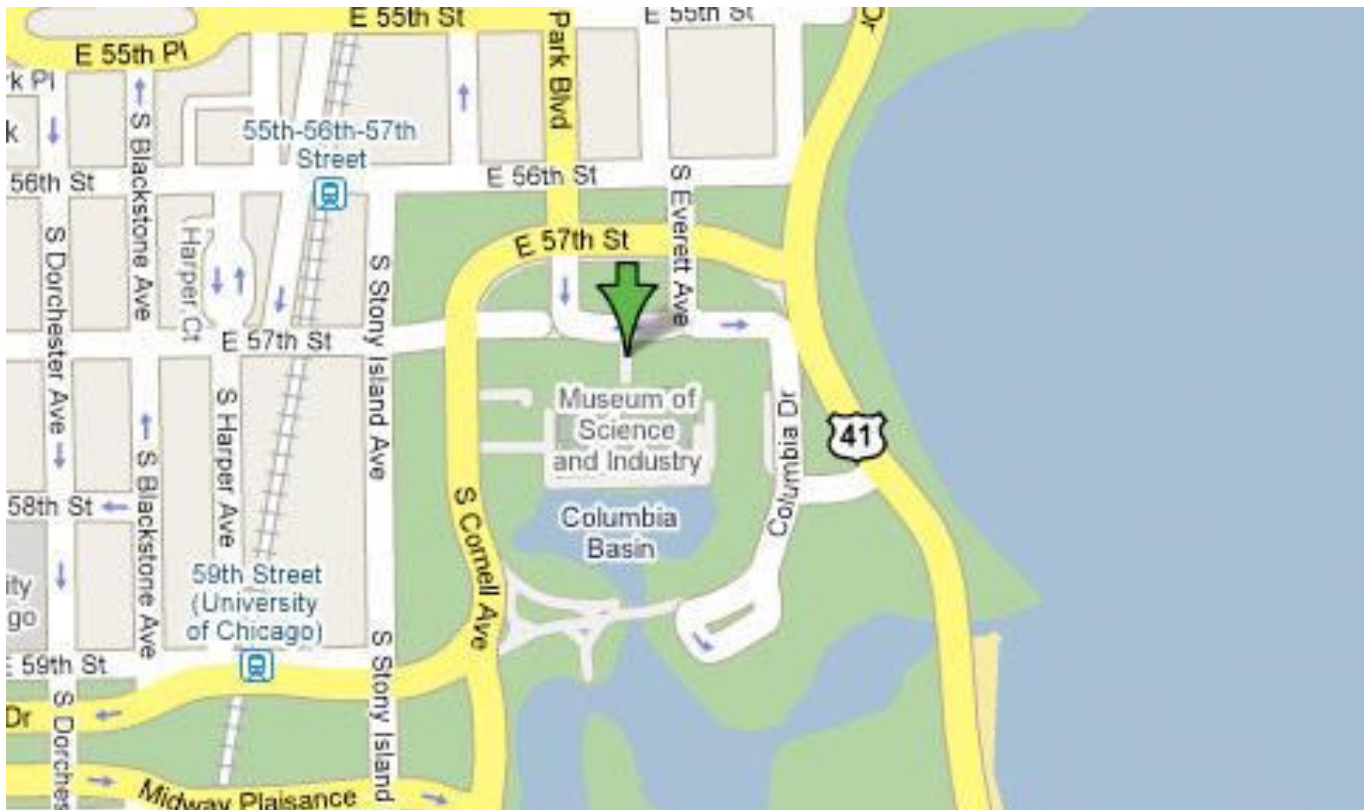 E 55th St
E 55th St
Dr
E 55th Pl
Park Blvd
k Pl
k
S Blackstone Ave
55th-56th-57th
Street
56th St
E 56th St
S Everett Ave
S Dorchester Ave
Harper Ct
S Stony Island Ave
E 57th St
E 57th St
S Harper Ave
Museum of
Science
and Industry
Columbia Dr
41
S Blackstone Ave
58th St
S Cornell Ave
Columbia
Basin
59th Street
(University
of Chicago)
ity
go
E 59th St
S Stony Island
S Dorches
Dr
Midway Plaisance